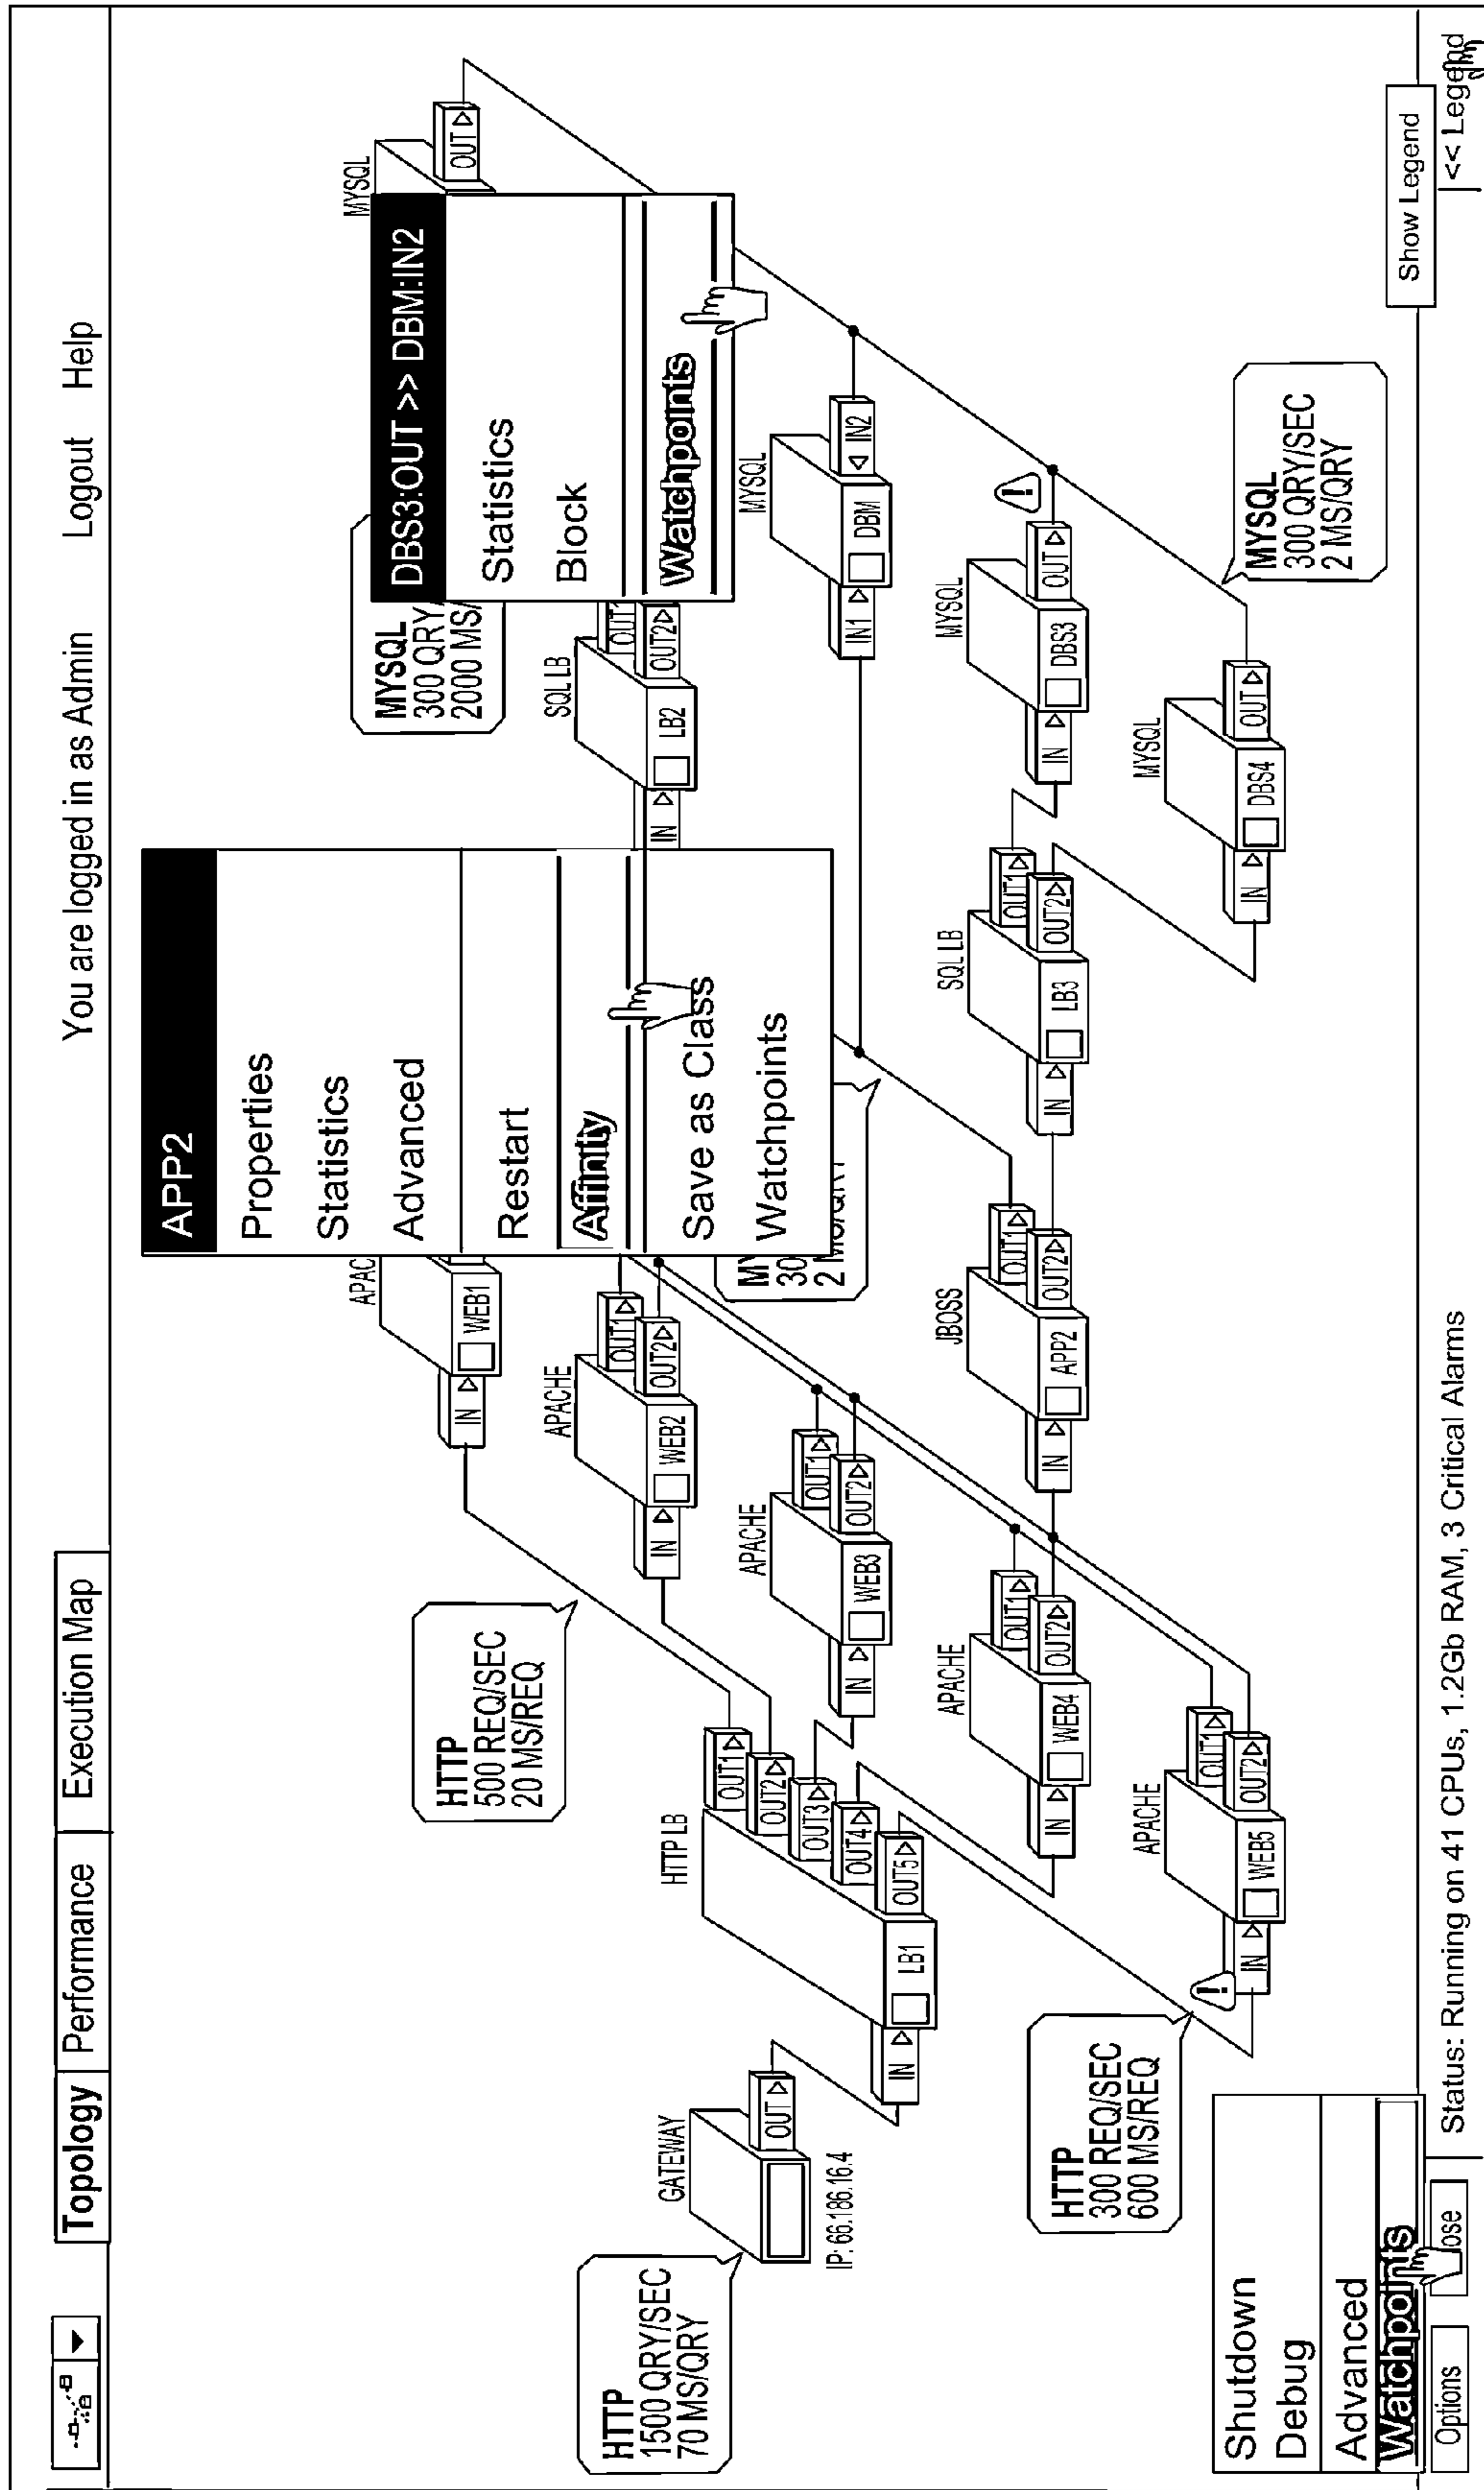 Topology Performance Execution Map You are logged in as Admin Logout Help
APP2
Properties
Statistics
Advanced
Restart
Affinity
Save as Class
Watchpoints
DBS3:OUT >> DBM:IN2
Statistics
Block
Watchpoints
MYSQL
OUT
MYSQL
300 QRY
2000 MS/
SQL LB
OUT1
OUT2
LB2
IN
WEB1
IN
HTTP
500 REQ/SEC
20 MS/REQ
APACHE
OUT1
OUT2
WEB2
IN
MYSQL
IN1
DBM
IN2
HTTP LB
OUT1
OUT2
OUT3
OUT4
OUT5
LB1
IN
GATEWAY
OUT
IP: 66.186.16.4
HTTP
1500 QRY/SEC
70 MS/QRY
APACHE
OUT1
OUT2
WEB3
IN
APACHE
OUT1
OUT2
WEB4
IN
JBOSS
OUT1
OUT2
APP2
IN
SQL LB
OUT1
OUT2
LB3
IN
MYSQL
OUT
DBS3
IN
HTTP
300 REQ/SEC
600 MS/REQ
APACHE
OUT1
OUT2
WEB5
IN
MYSQL
OUT
DBS4
IN
MYSQL
300 QRY/SEC
2 MS/QRY
Shutdown
Debug
Advanced
Watchpoints
Show Legend
Options
Status: Running on 41 CPUs, 1.2Gb RAM, 3 Critical Alarms
<< Legend